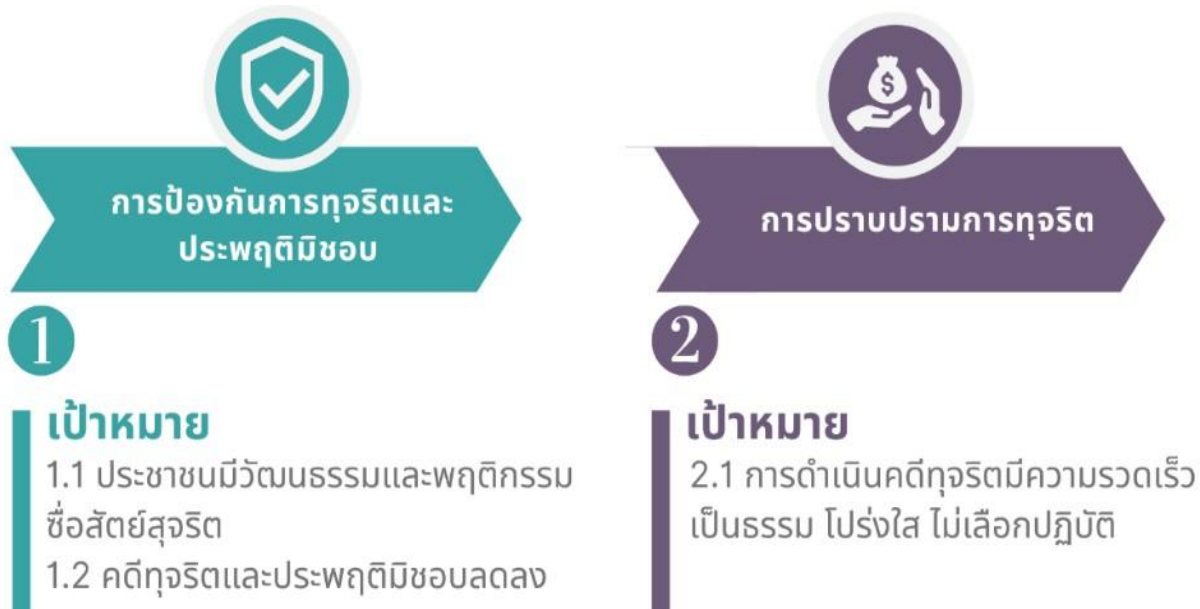 การป้องกันการทุจริตและ
ประพฤติมิชอบ
1
เป้าหมาย
1.1 ประชาชนมีวัฒนธรรมและพฤติกรรม
ซื่อสัตย์สุจริต
1.2 คดีทุจริตและประพฤติมิชอบลดลง
การปราบปรามการทุจริต
2
เป้าหมาย
2.1 การดำเนินคดีทุจริตมีความรวดเร็ว
เป็นธรรม โปร่งใส ไม่เลือกปฏิบัติ